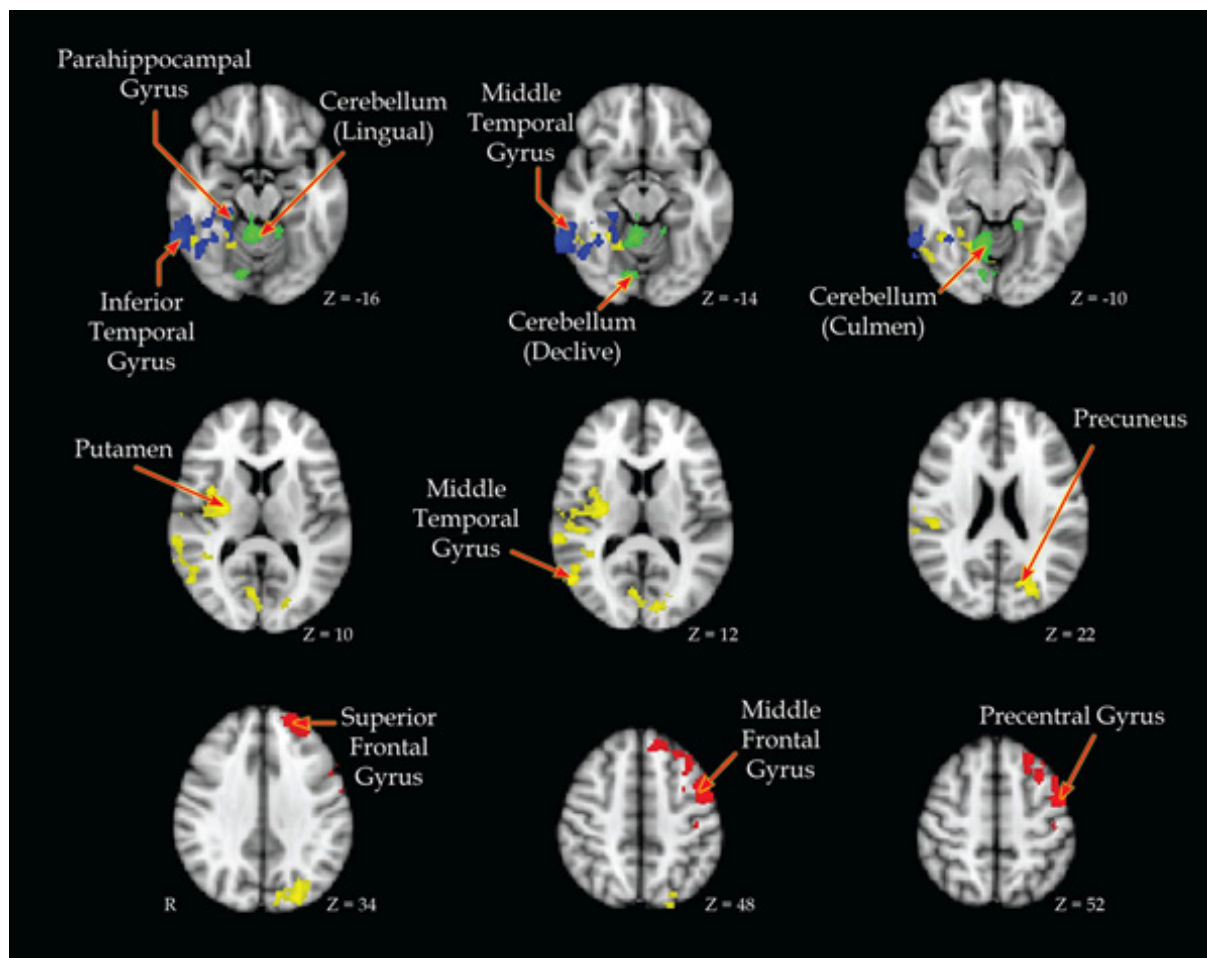 Parahippocampal
Gyrus
Cerebellum
(Lingual)
Inferior
Temporal
Gyrus
Z = -16
Middle
Temporal
Gyrus
Cerebellum
(Declive)
Z = -14
Cerebellum
(Culmen)
Z = -10
Putamen
Z = 10
Middle
Temporal
Gyrus
Z = 12
Precuneus
Z = 22
Superior
Frontal
Gyrus
R
Z = 34
Middle
Frontal
Gyrus
Z = 48
Precentral Gyrus
Z = 52